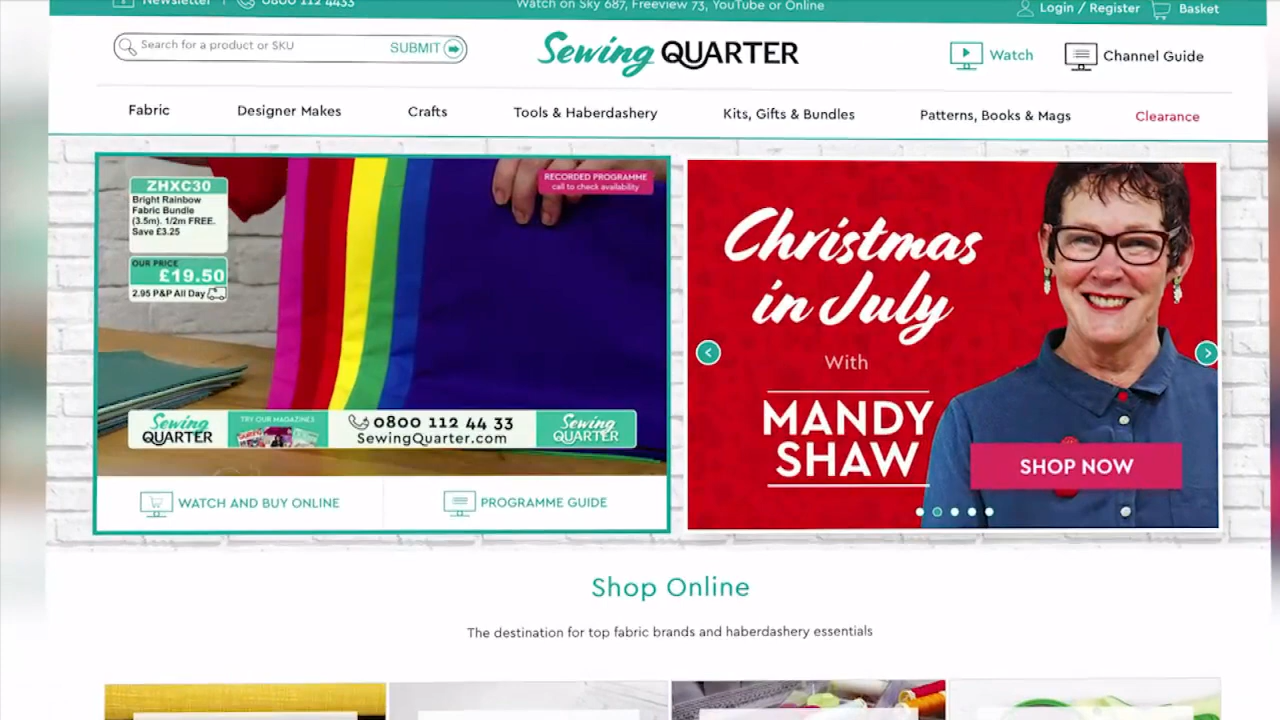 Newsletter
0800 112 4433
Watch on Sky 687, Freeview 73, YouTube or Online
Login / Register
Basket
Search for a product or SKU
SUBMIT
Sewing QUARTER
Watch
Channel Guide
Fabric
Designer Makes
Crafts
Tools & Haberdashery
Kits, Gifts & Bundles
Patterns, Books & Mags
Clearance
ZHXC30
Bright Rainbow
Fabric Bundle
(3.5m). 1/2m FREE.
Save £3.25
OUR PRICE
£19.50
2.95 P&P All Day
RECORDED PROGRAMME
call to check availability
Sewing
QUARTER
TRY OUR MAGAZINES
0800 112 44 33
SewingQuarter.com
Sewing
QUARTER
WATCH AND BUY ONLINE
PROGRAMME GUIDE
Christmas
in July
With
MANDY
SHAW
SHOP NOW
Shop Online
The destination for top fabric brands and haberdashery essentials